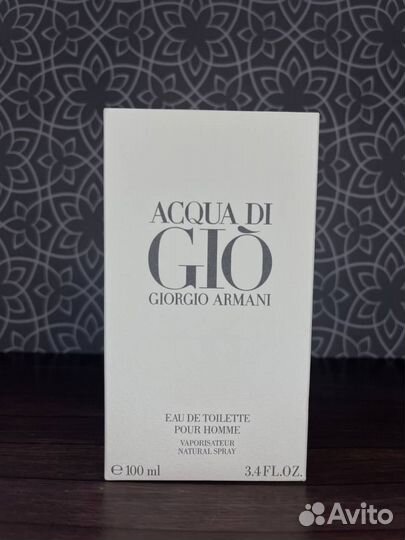 ACQUA DI
GIÒ
GIORGIO ARMANI
EAU DE TOILETTE
POUR HOMME
VAPORISATEUR
NATURAL SPRAY
℮ 100 ml 3.4 FL.OZ.
Avito